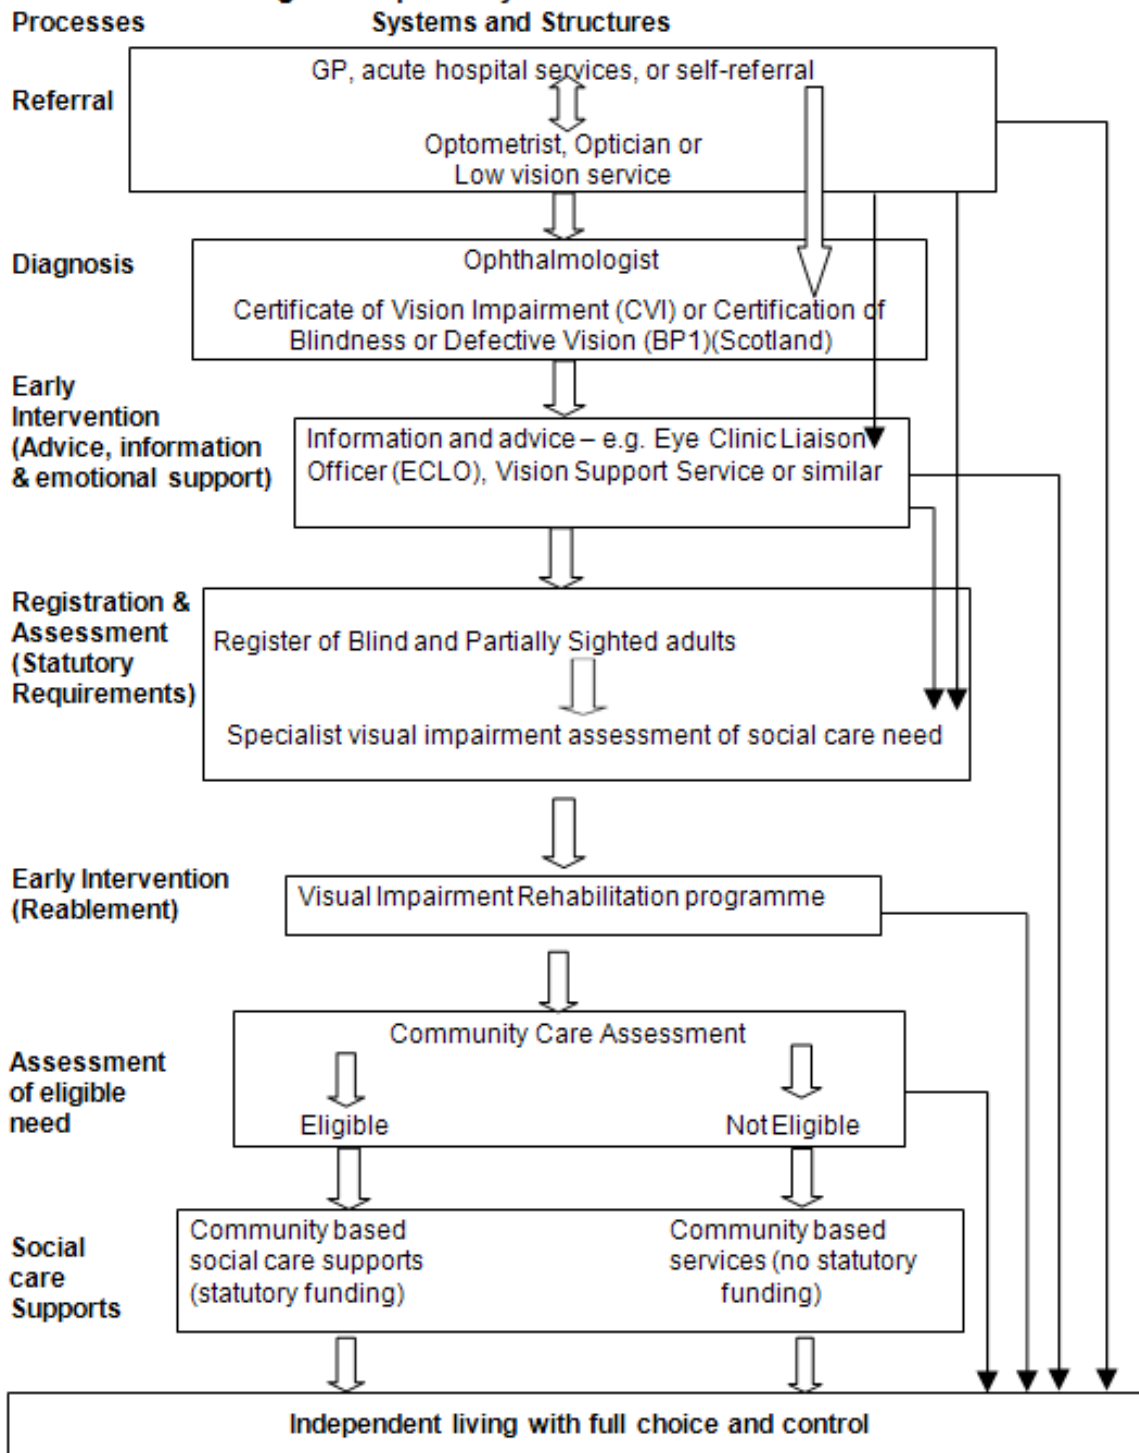 Processes Systems and Structures
GP, acute hospital services, or self-referral
Referral
Optometrist, Optician or
Low vision service
Diagnosis
Ophthalmologist
Certificate of Vision Impairment (CVI) or Certification of
Blindness or Defective Vision (BP1)(Scotland)
Early
Intervention
(Advice, information
& emotional support)
Information and advice – e.g. Eye Clinic Liaison
Officer (ECLO), Vision Support Service or similar
Registration &
Assessment
(Statutory
Requirements)
Register of Blind and Partially Sighted adults
Specialist visual impairment assessment of social care need
Early Intervention
(Reablement)
Visual Impairment Rehabilitation programme
Assessment
of eligible
need
Community Care Assessment
Eligible
Not Eligible
Social
care
Supports
Community based
social care supports
(statutory funding)
Community based
services (no statutory
funding)
Independent living with full choice and control